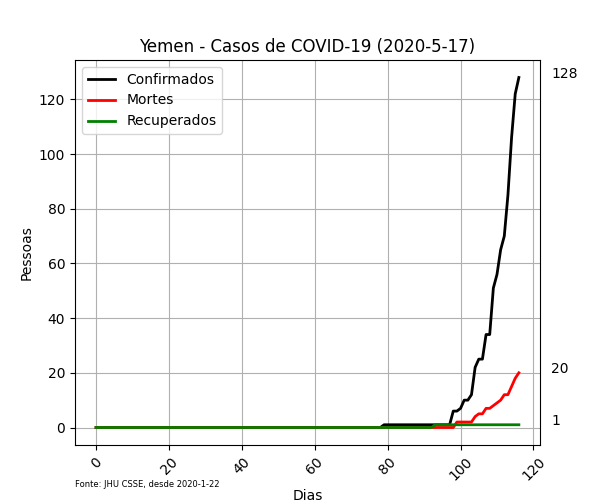 Yemen - Casos de COVID-19 (2020-5-17)
Confirmados
Mortes
Recuperados
128
20
1
Pessoas
120
100
80
60
40
20
0
0
20
40
60
80
100
120
Dias
Fonte: JHU CSSE, desde 2020-1-22